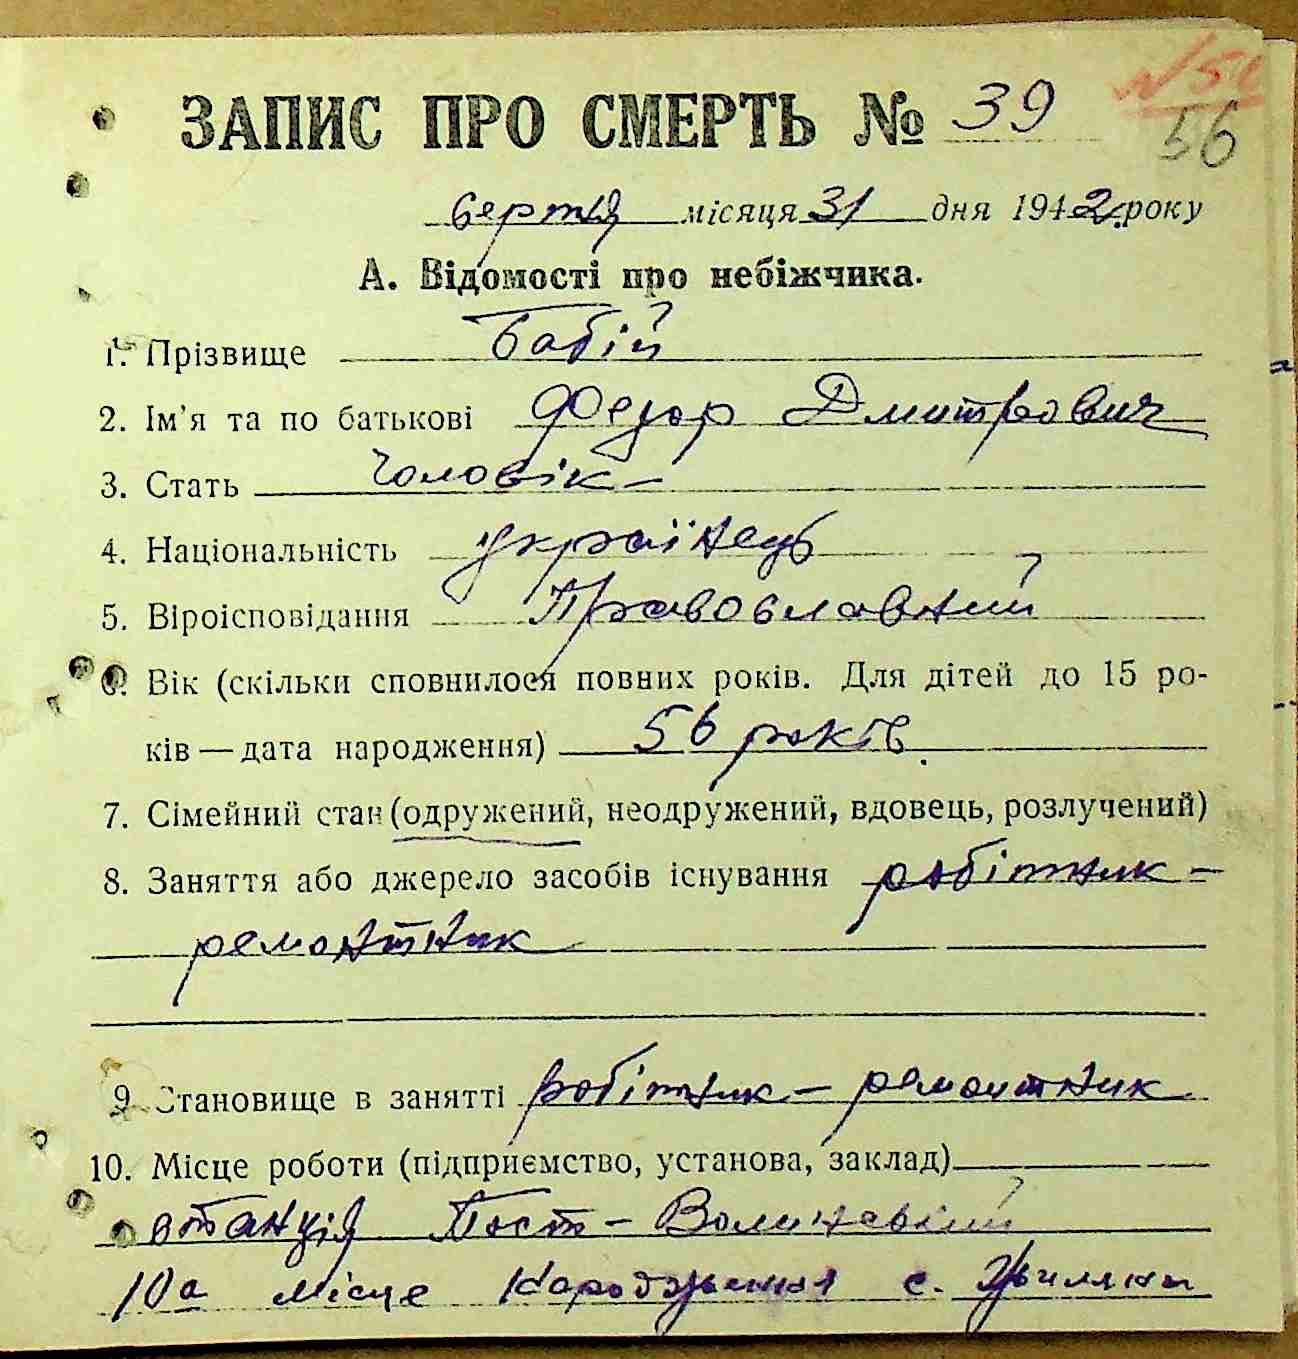 56
ЗАПИС ПРО СМЕРТЬ № 39
серпня місяця 31 дня 1942 року
А. Відомості про небіжчика.
1. Прізвище Бабій
2. Ім'я та по батькові Федор Дмитрович
3. Стать чоловік –
4. Національність українець
5. Віроісповідання Православний
6. Вік (скільки сповнилося повних років. Для дітей до 15 ро-
ків — дата народження) 56 років.
7. Сімейний стан (одружений, неодружений, вдовець, розлучений)
8. Заняття або джерело засобів існування робітник –
ремонтник
9. Становище в занятті робітник – ремонтник
10. Місце роботи (підприємство, установа, заклад)
станція Пост – Волинський
10а місце народження с. Жиляни